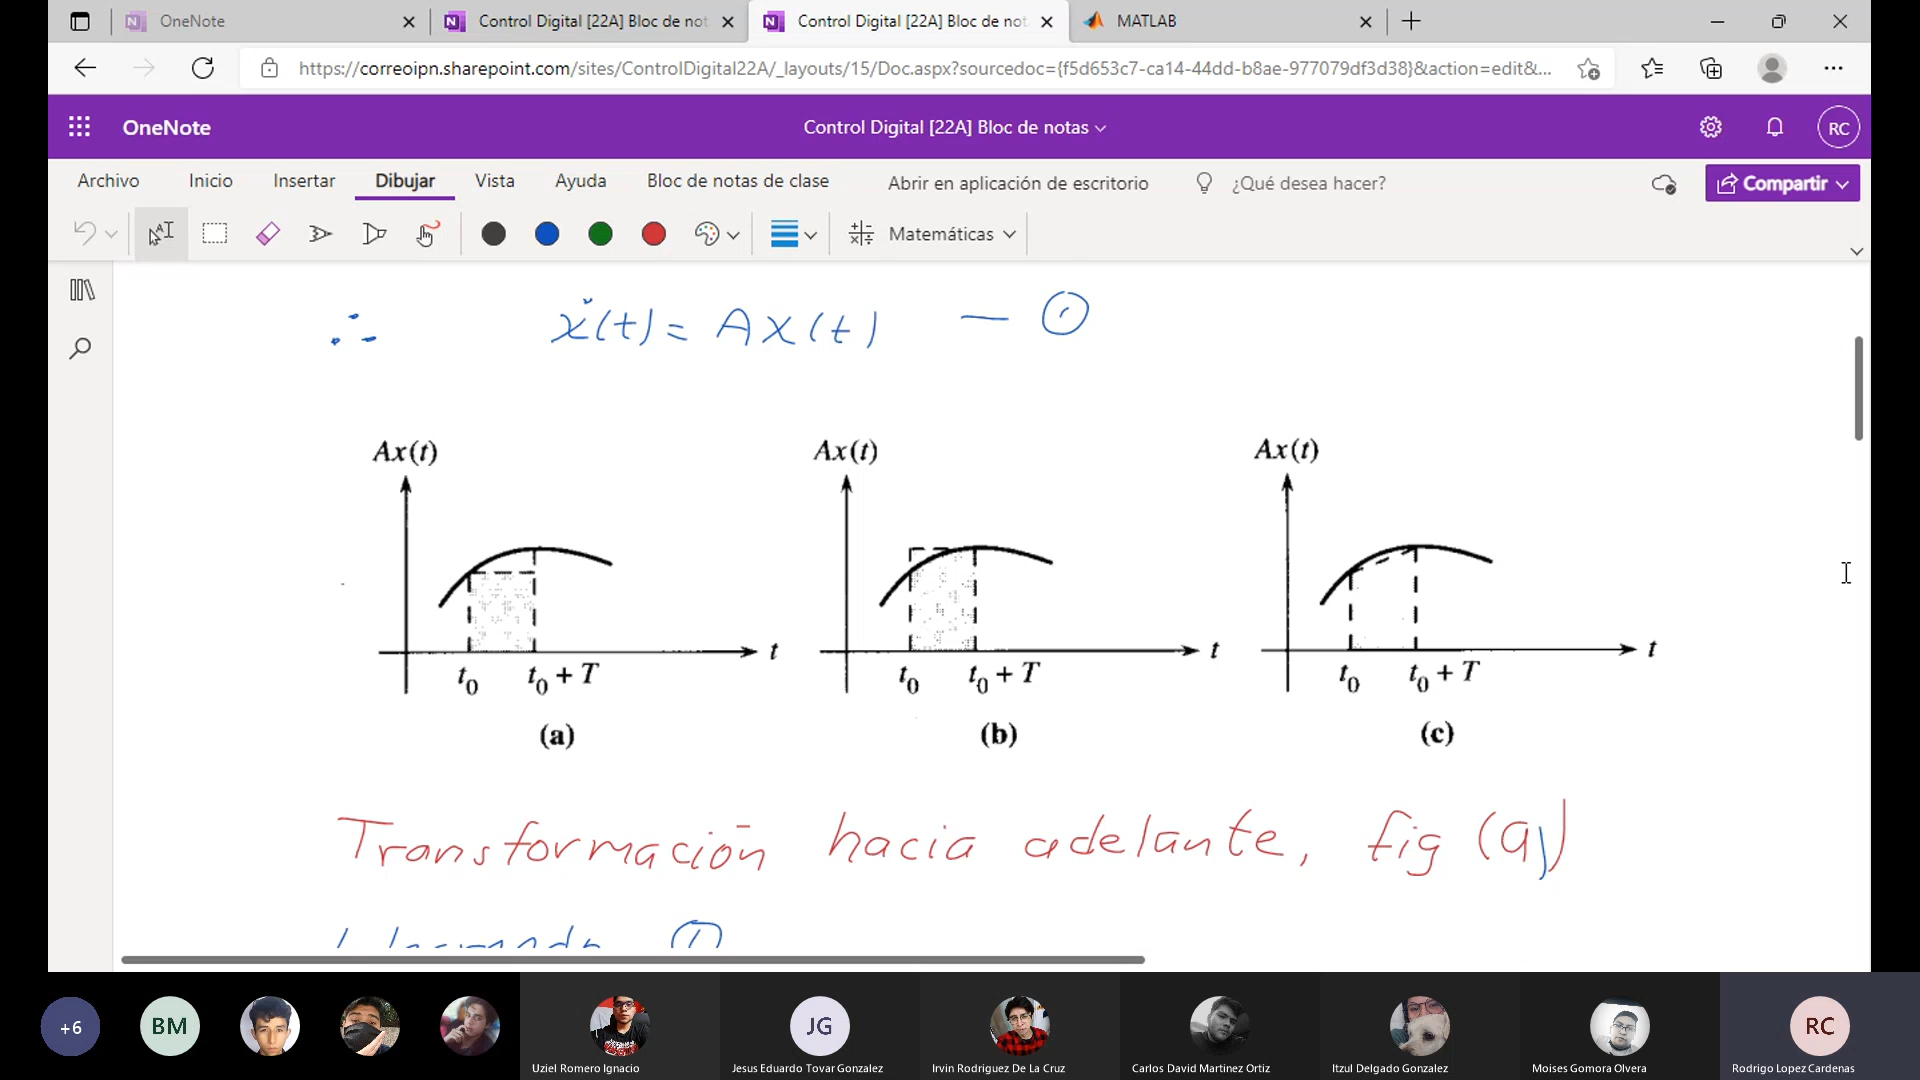 OneNote
Control Digital [22A] Bloc de not
Control Digital [22A] Bloc de not
MATLAB
https://correoipn.sharepoint.com/sites/ControlDigital22A/_layouts/15/Doc.aspx?sourcedoc={f5d653c7-ca14-44dd-b8ae-977079df3d38}&action=edit&...
OneNote
Control Digital [22A] Bloc de notas
RC
Archivo Inicio Insertar Dibujar Vista Ayuda Bloc de notas de clase Abrir en aplicación de escritorio ¿Qué desea hacer? Compartir
Matemáticas
∴ ẋ(t) = Ax(t) — ①
Ax(t) Ax(t) Ax(t)
t t t
t₀ t₀ + T t₀ t₀ + T t₀ t₀ + T
(a) (b) (c)
Transformación hacia adelante, fig (a)
①
+6 BM JG RC
Uziel Romero Ignacio
Jesus Eduardo Tovar Gonzalez
Irvin Rodriguez De La Cruz
Carlos David Martinez Ortiz
Itzul Delgado Gonzalez
Moises Gomora Olvera
Rodrigo Lopez Cardenas